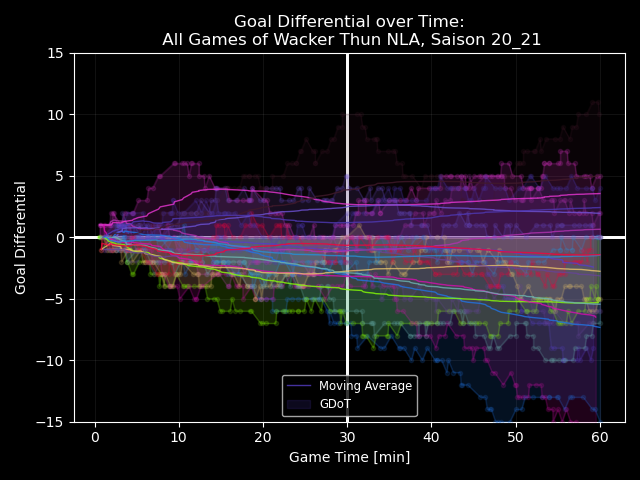 Goal Differential over Time:
All Games of Wacker Thun NLA, Saison 20_21
Goal Differential
15
10
5
0
−5
−10
−15
Moving Average
GDoT
0 10 20 30 40 50 60
Game Time [min]